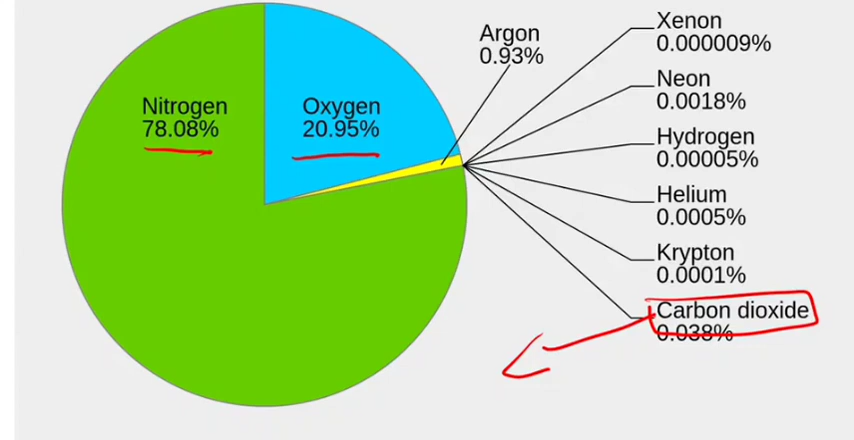 Nitrogen
78.08%
Oxygen
20.95%
Argon
0.93%
Xenon
0.000009%
Neon
0.0018%
Hydrogen
0.00005%
Helium
0.0005%
Krypton
0.0001%
Carbon dioxide
0.038%